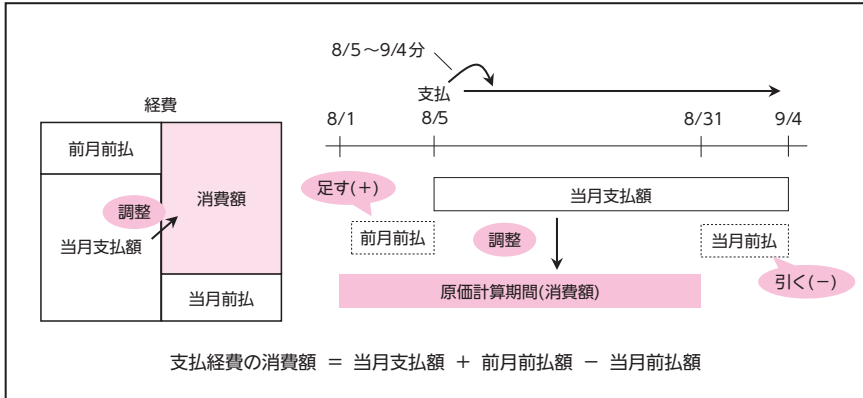 8/5~9/4分
支払
経費
8/1 8/5 8/31 9/4
前月前払
消費額
足す(+)
当月支払額
調整
当月支払額
前月前払
調整
当月前払
当月前払
引く(-)
原価計算期間(消費額)
支払経費の消費額 = 当月支払額 + 前月前払額 - 当月前払額